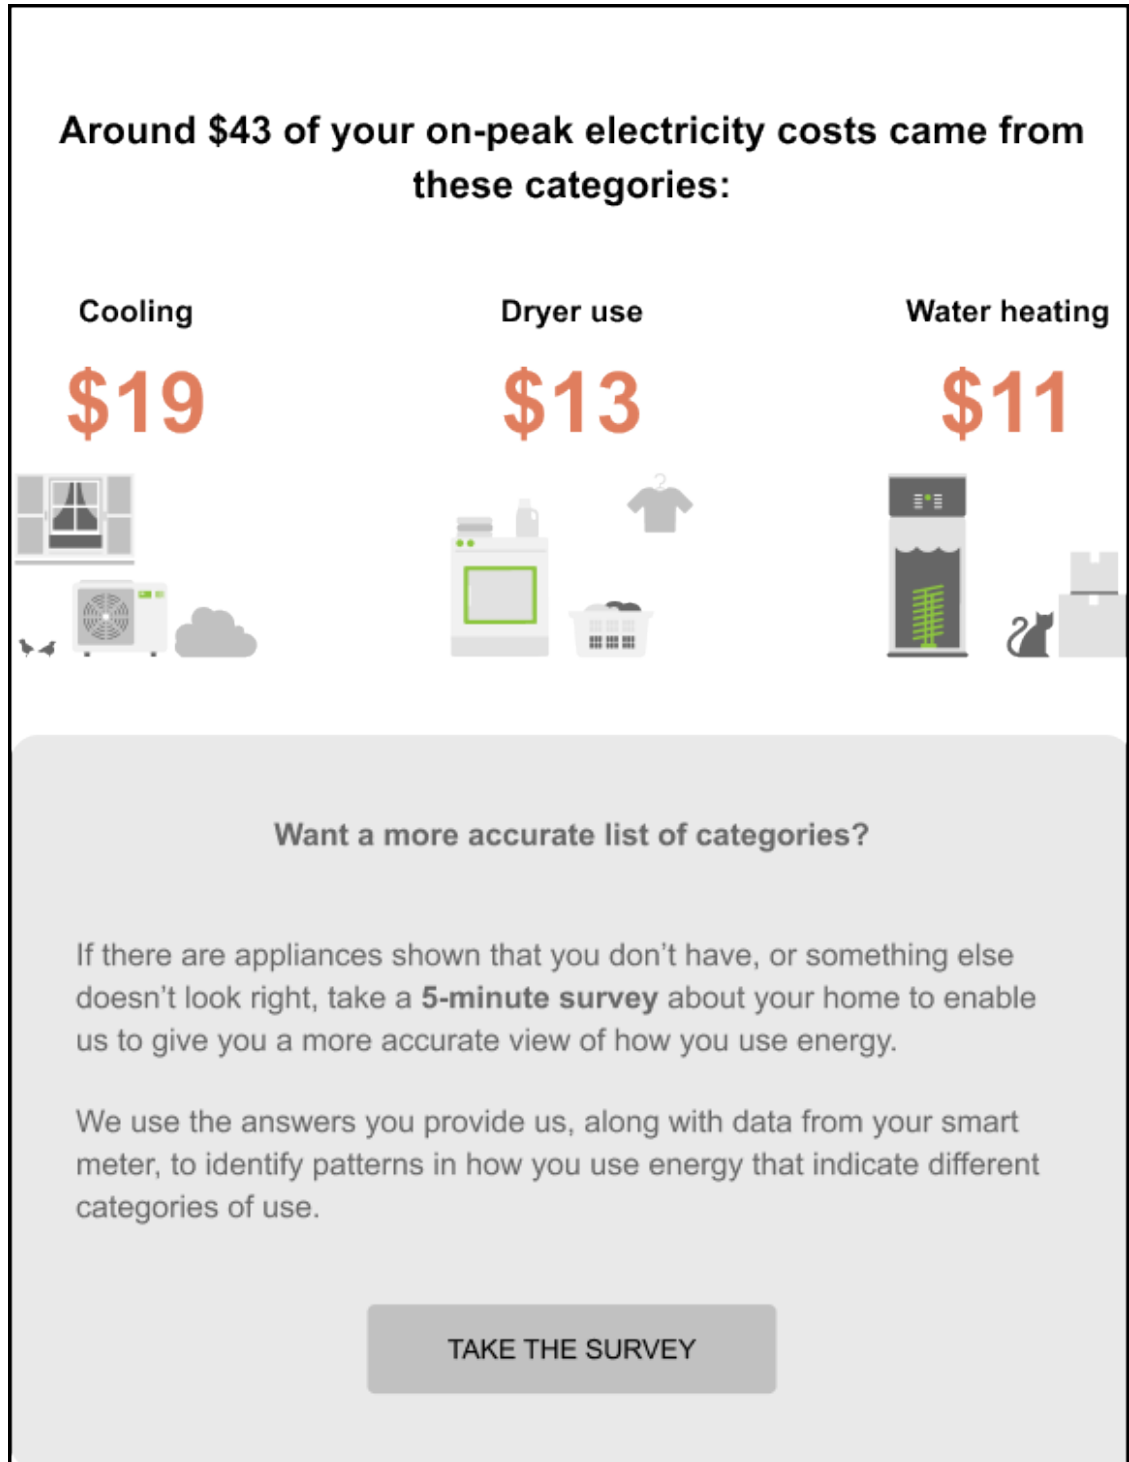 Around $43 of your on-peak electricity costs came from
these categories:
Cooling
Dryer use
Water heating
$19
$13
$11
Want a more accurate list of categories?
If there are appliances shown that you don’t have, or something else
doesn’t look right, take a 5-minute survey about your home to enable
us to give you a more accurate view of how you use energy.
We use the answers you provide us, along with data from your smart
meter, to identify patterns in how you use energy that indicate different
categories of use.
TAKE THE SURVEY